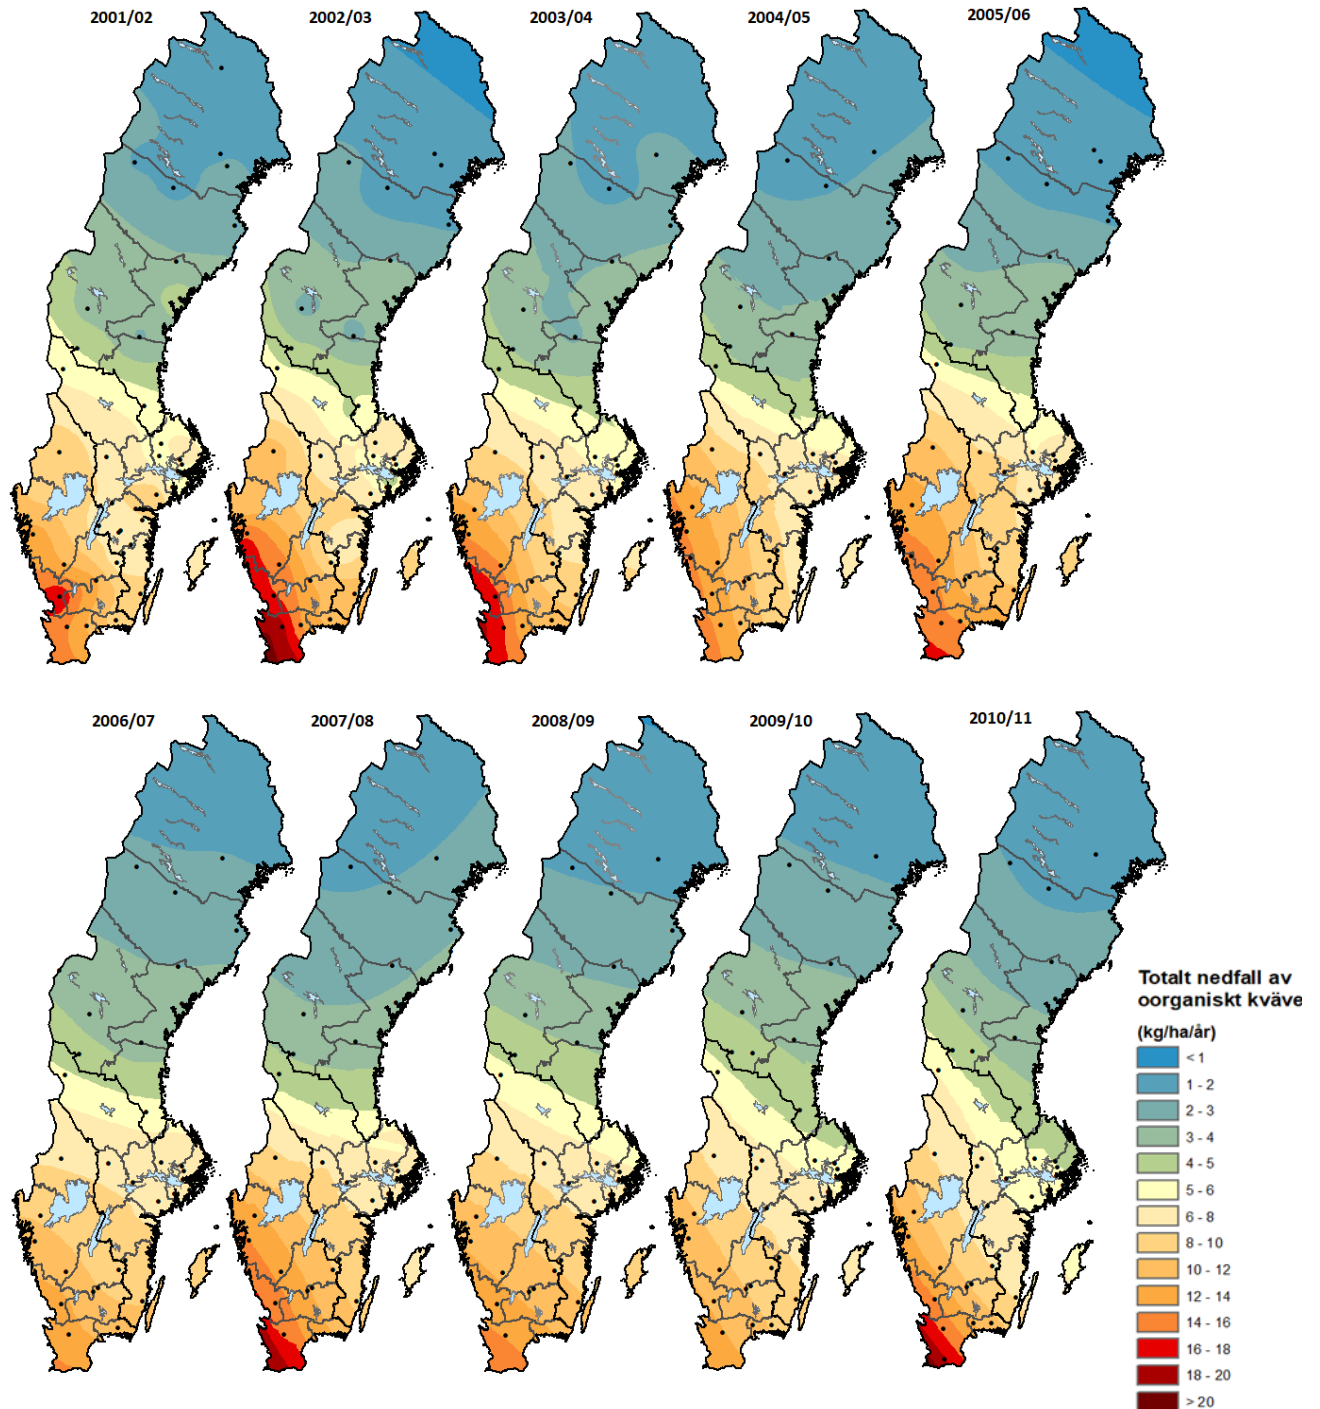 2001/02
2002/03
2003/04
2004/05
2005/06
2006/07
2007/08
2008/09
2009/10
2010/11
Totalt nedfall av
oorganiskt kväve
(kg/ha/år)
< 1
1 - 2
2 - 3
3 - 4
4 - 5
5 - 6
6 - 8
8 - 10
10 - 12
12 - 14
14 - 16
16 - 18
18 - 20
> 20